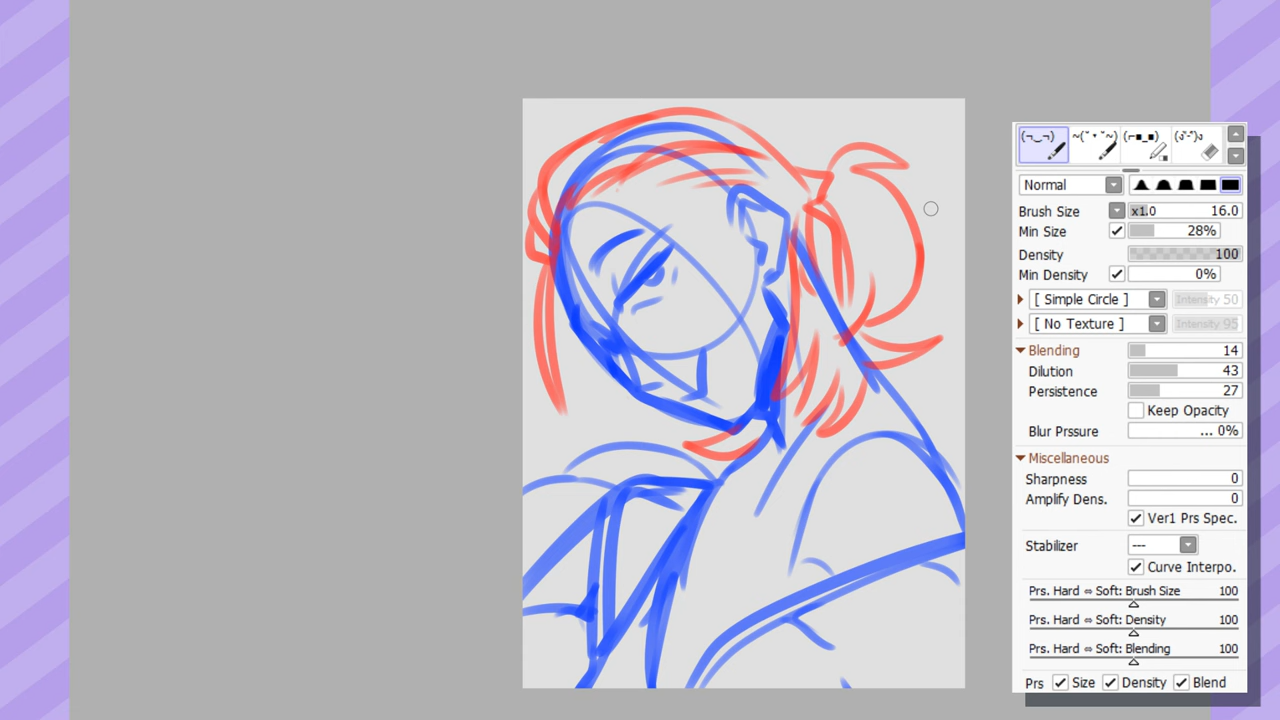 (¬‿¬) ~(˘▾˘~) (⌐■_■)
Normal
Brush Size x1.0 16.0
Min Size 28%
Density 100
Min Density 0%
[ Simple Circle ] Intensity 50
[ No Texture ] Intensity 95
Blending 14
Dilution 43
Persistence 27
Keep Opacity
Blur Prssure ... 0%
Miscellaneous
Sharpness 0
Amplify Dens. 0
Ver1 Prs Spec.
Stabilizer ---
Curve Interpo.
Prs. Hard ⇔ Soft: Brush Size 100
Prs. Hard ⇔ Soft: Density 100
Prs. Hard ⇔ Soft: Blending 100
Prs Size Density Blend